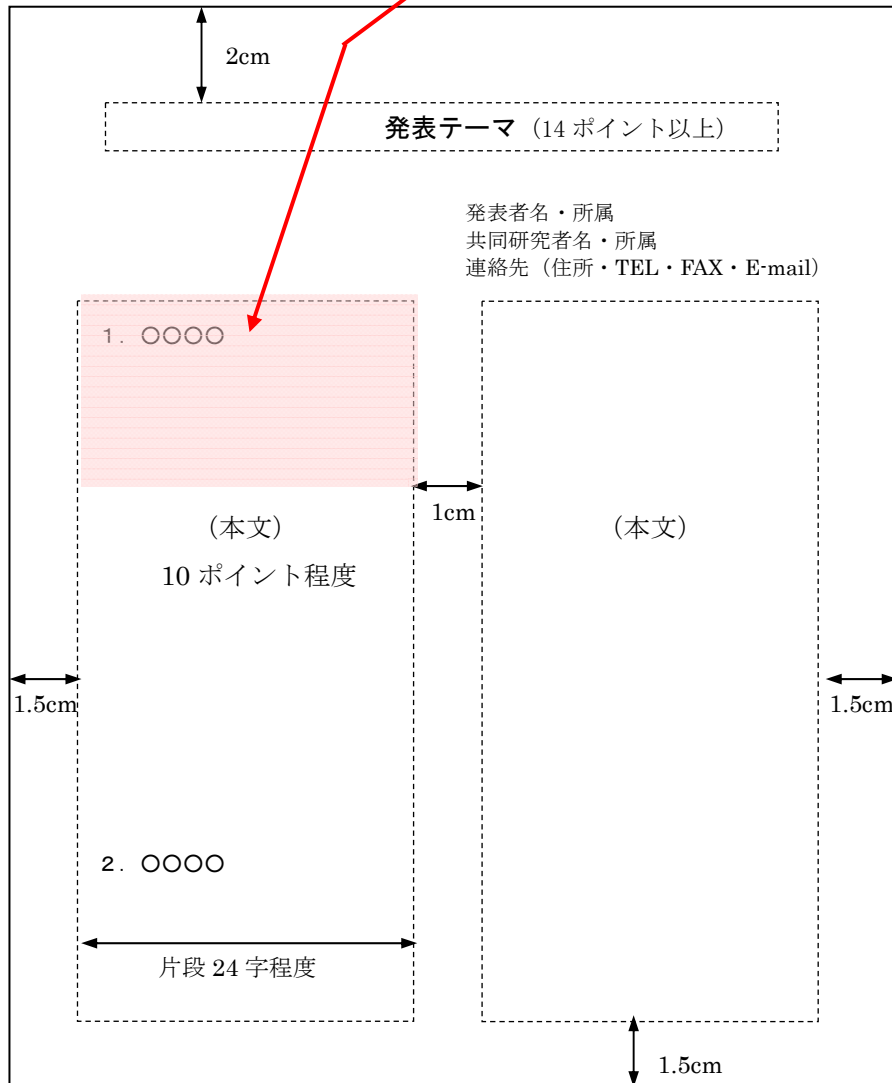 2cm
発表テーマ（14 ポイント以上）
発表者名・所属
共同研究者名・所属
連絡先（住所・TEL・FAX・E-mail）
１．○○○○
1cm
（本文）
10 ポイント程度
（本文）
1.5cm
1.5cm
２．○○○○
片段 24 字程度
1.5cm